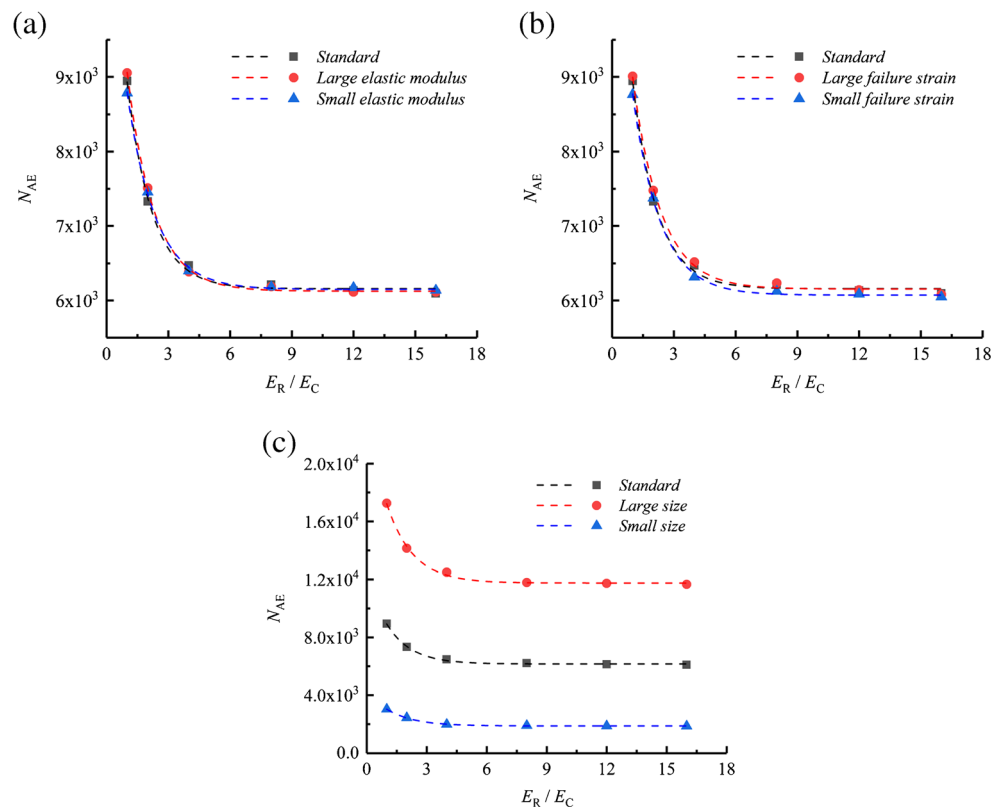 (a)
Standard
Large elastic modulus
Small elastic modulus
9x10³
8x10³
7x10³
6x10³
N_AE
0 3 6 9 12 15 18
E_R / E_C
(b)
Standard
Large failure strain
Small failure strain
9x10³
8x10³
7x10³
6x10³
N_AE
0 3 6 9 12 15 18
E_R / E_C
(c)
Standard
Large size
Small size
2.0x10⁴
1.6x10⁴
1.2x10⁴
8.0x10³
4.0x10³
0.0
N_AE
0 3 6 9 12 15 18
E_R / E_C